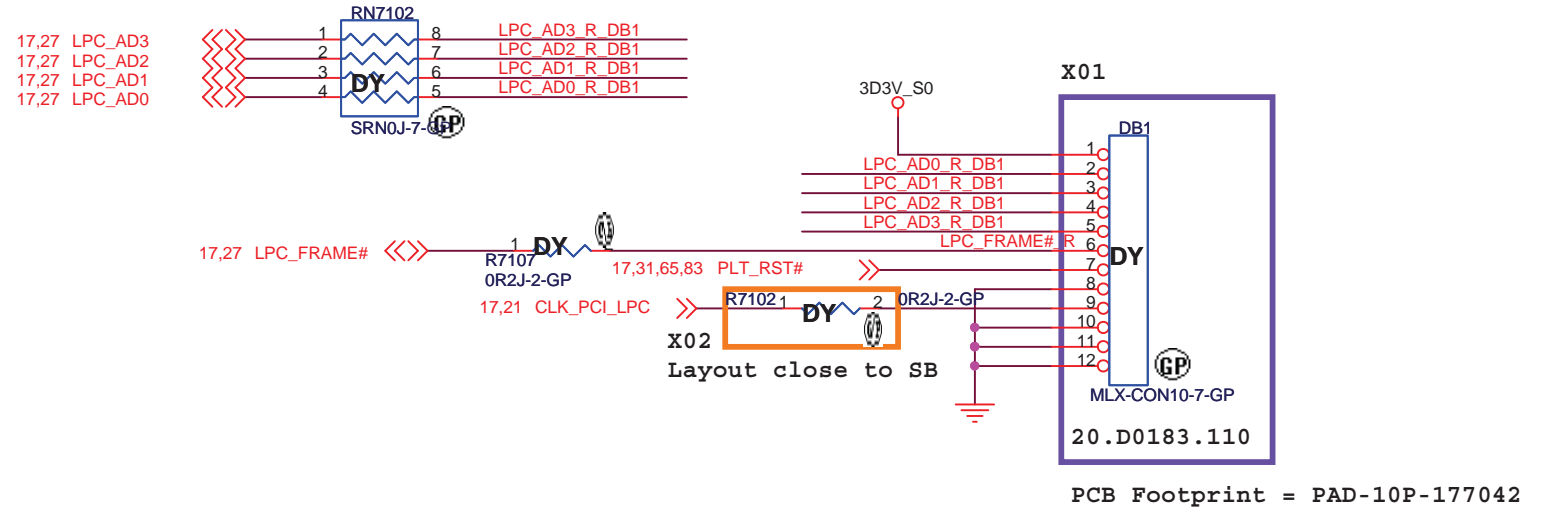 RN7102
17,27 LPC_AD3 1 8 LPC_AD3_R_DB1
17,27 LPC_AD2 2 7 LPC_AD2_R_DB1
17,27 LPC_AD1 3 6 LPC_AD1_R_DB1
17,27 LPC_AD0 4 5 LPC_AD0_R_DB1
DY
SRN0J-7-GP
GP
3D3V_S0
X01
DB1
1
LPC_AD0_R_DB1 2
LPC_AD1_R_DB1 3
LPC_AD2_R_DB1 4
LPC_AD3_R_DB1 5
17,27 LPC_FRAME# 1 DY LPC_FRAME#_R 6
R7107
0R2J-2-GP
17,31,65,83 PLT_RST# 7
DY
8
17,21 CLK_PCI_LPC R7102 1 DY 2 0R2J-2-GP 9
10
11
12
X02
Layout close to SB
GP
MLX-CON10-7-GP
20.D0183.110
PCB Footprint = PAD-10P-177042